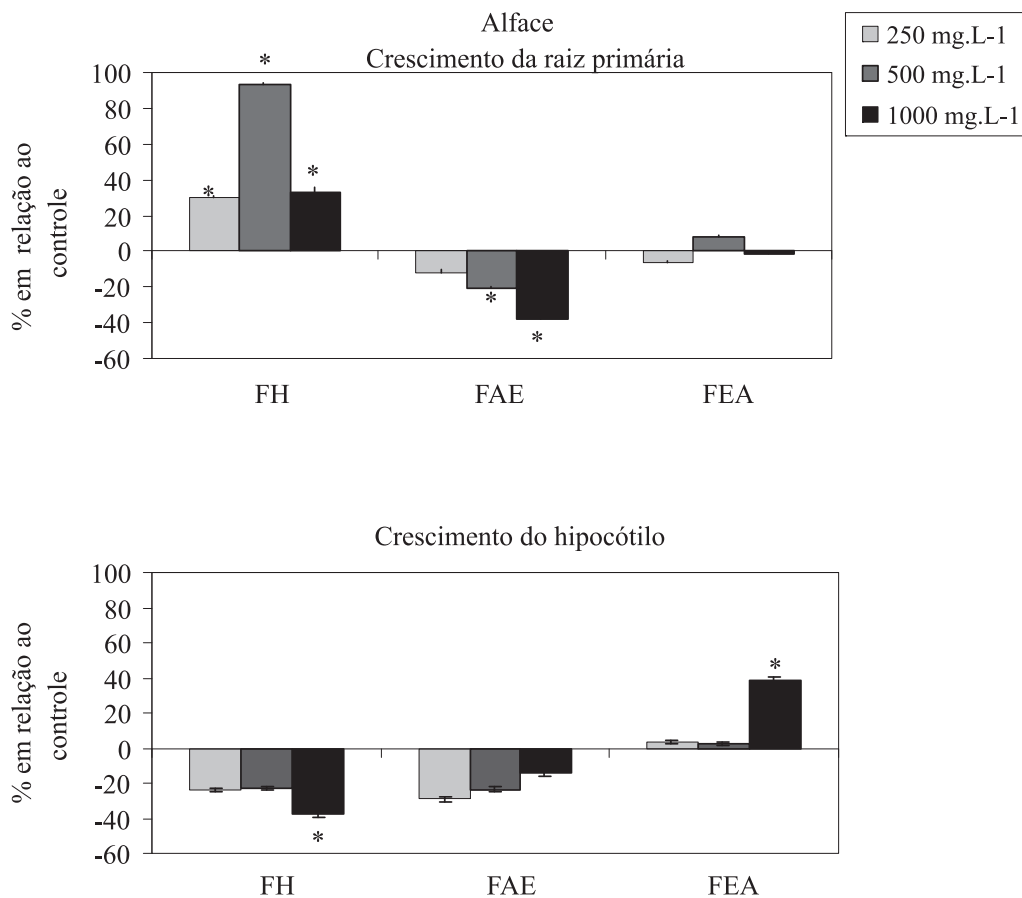 Alface
Crescimento da raiz primária
250 mg.L-1
500 mg.L-1
1000 mg.L-1
% em relação ao
controle
100
80
60
40
20
0
-20
-40
-60
*
*
*
*
*
FH
FAE
FEA
Crescimento do hipocótilo
% em relação ao
controle
100
80
60
40
20
0
-20
-40
-60
*
*
FH
FAE
FEA